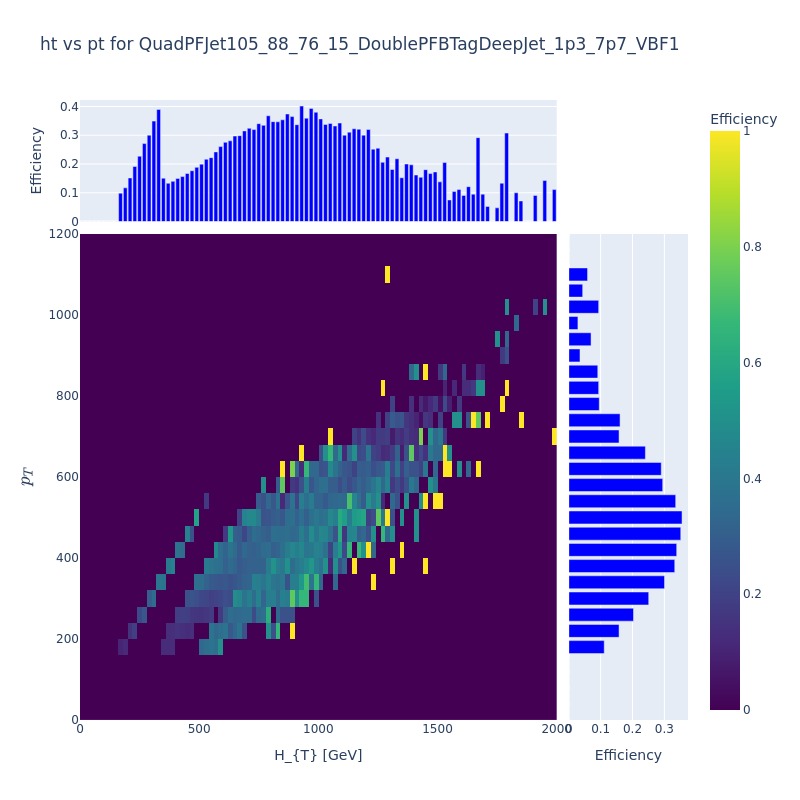 ht vs pt for QuadPFJet105_88_76_15_DoublePFBTagDeepJet_1p3_7p7_VBF1
Efficiency
0.4
0.3
0.2
0.1
0
Efficiency
1
0.8
0.6
0.4
0.2
0
p_T
1200
1000
800
600
400
200
0
0 500 1000 1500 2000
H_{T} [GeV]
0 0.1 0.2 0.3
Efficiency